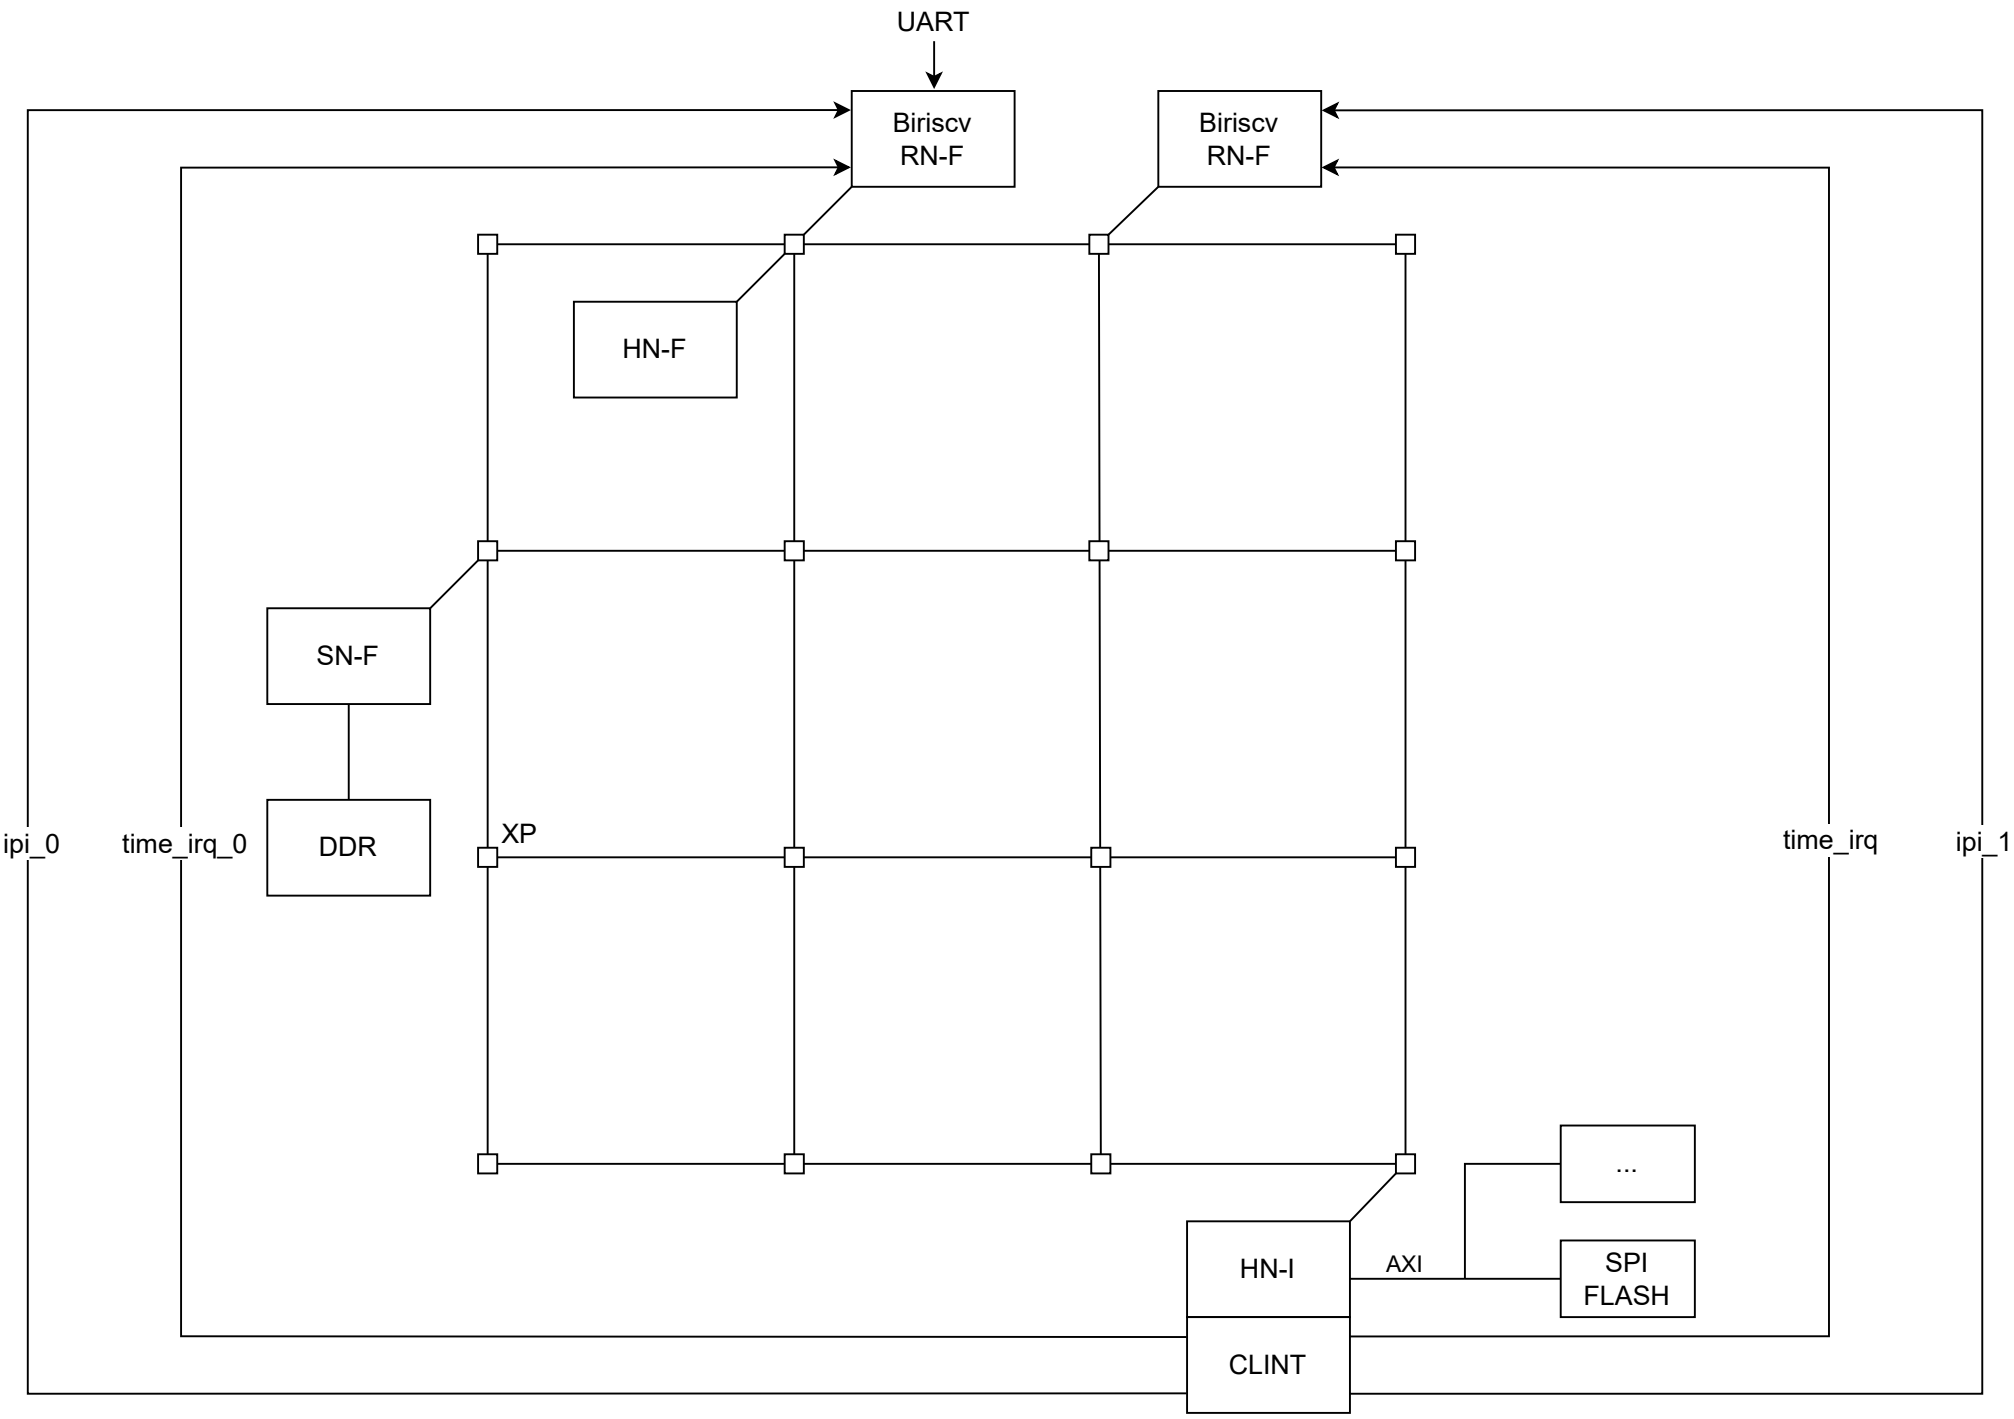 UART
Biriscv
RN-F
Biriscv
RN-F
HN-F
SN-F
DDR
XP
ipi_0
time_irq_0
time_irq
ipi_1
...
HN-I
AXI
SPI
FLASH
CLINT